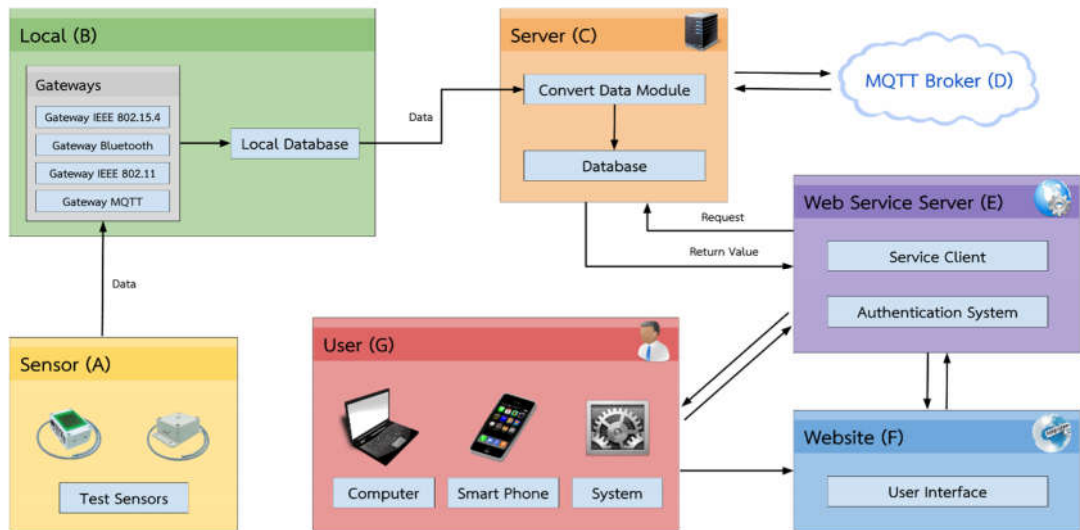 Local (B)
Gateways
Gateway IEEE 802.15.4
Gateway Bluetooth
Gateway IEEE 802.11
Gateway MQTT
Local Database
Data
Server (C)
Convert Data Module
Database
MQTT Broker (D)
Request
Return Value
Web Service Server (E)
Service Client
Authentication System
Data
Sensor (A)
Test Sensors
User (G)
Computer
Smart Phone
System
Website (F)
User Interface